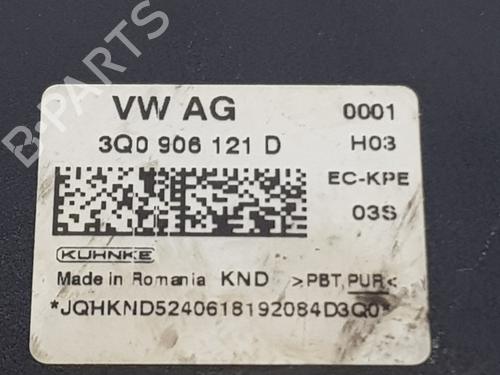 B-PARTS
VW AG 0001
3Q0 906 121 D H03
EC-KPE
03S
KUHNKE
Made in Romania KND >PBT,PUR<
*JQHKND5240618192084D3Q0*